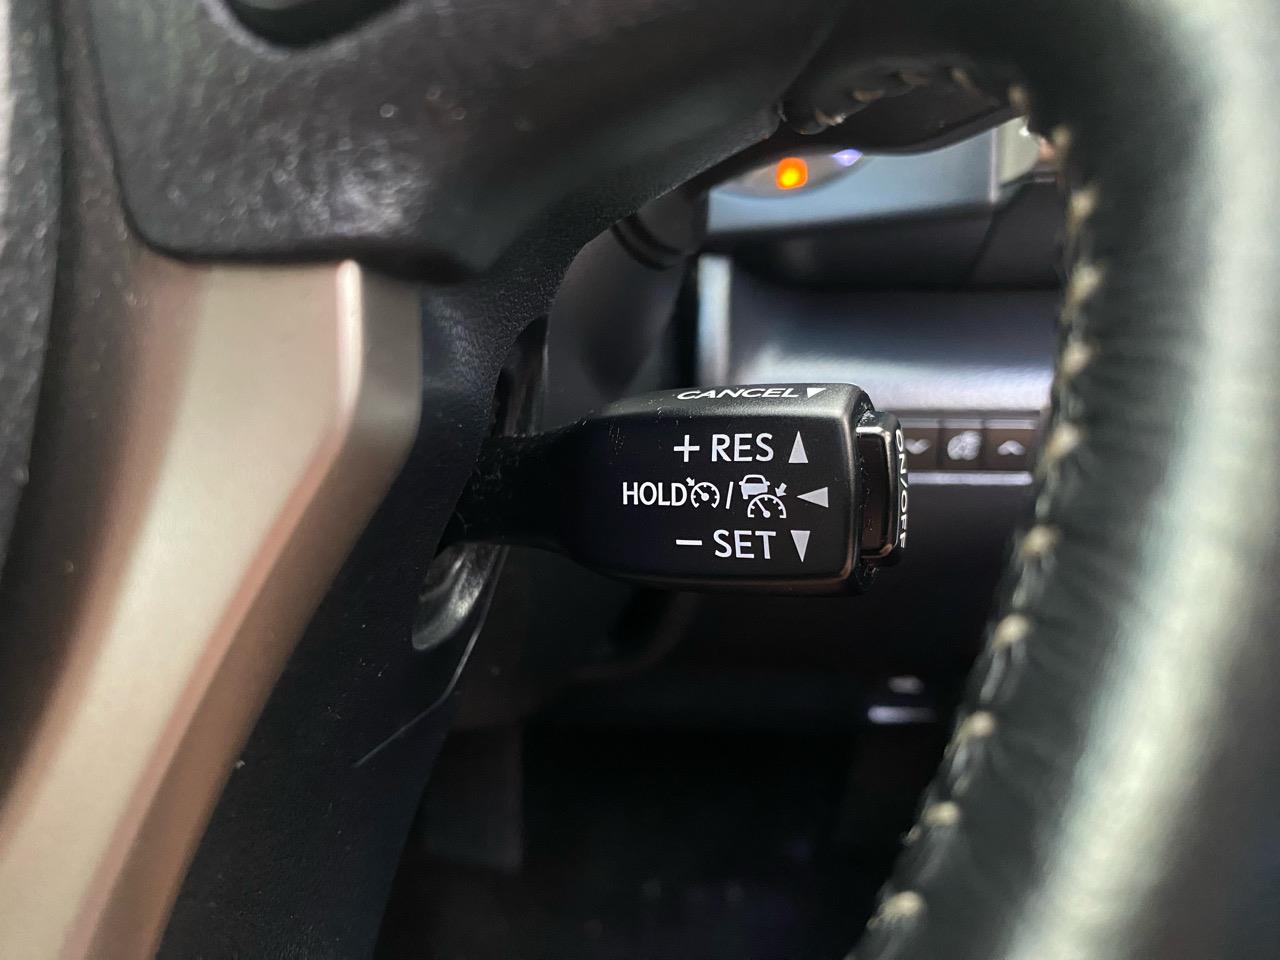 CANCEL▼
+ RES ▲
HOLD / ◀
− SET ▼
ON/OFF